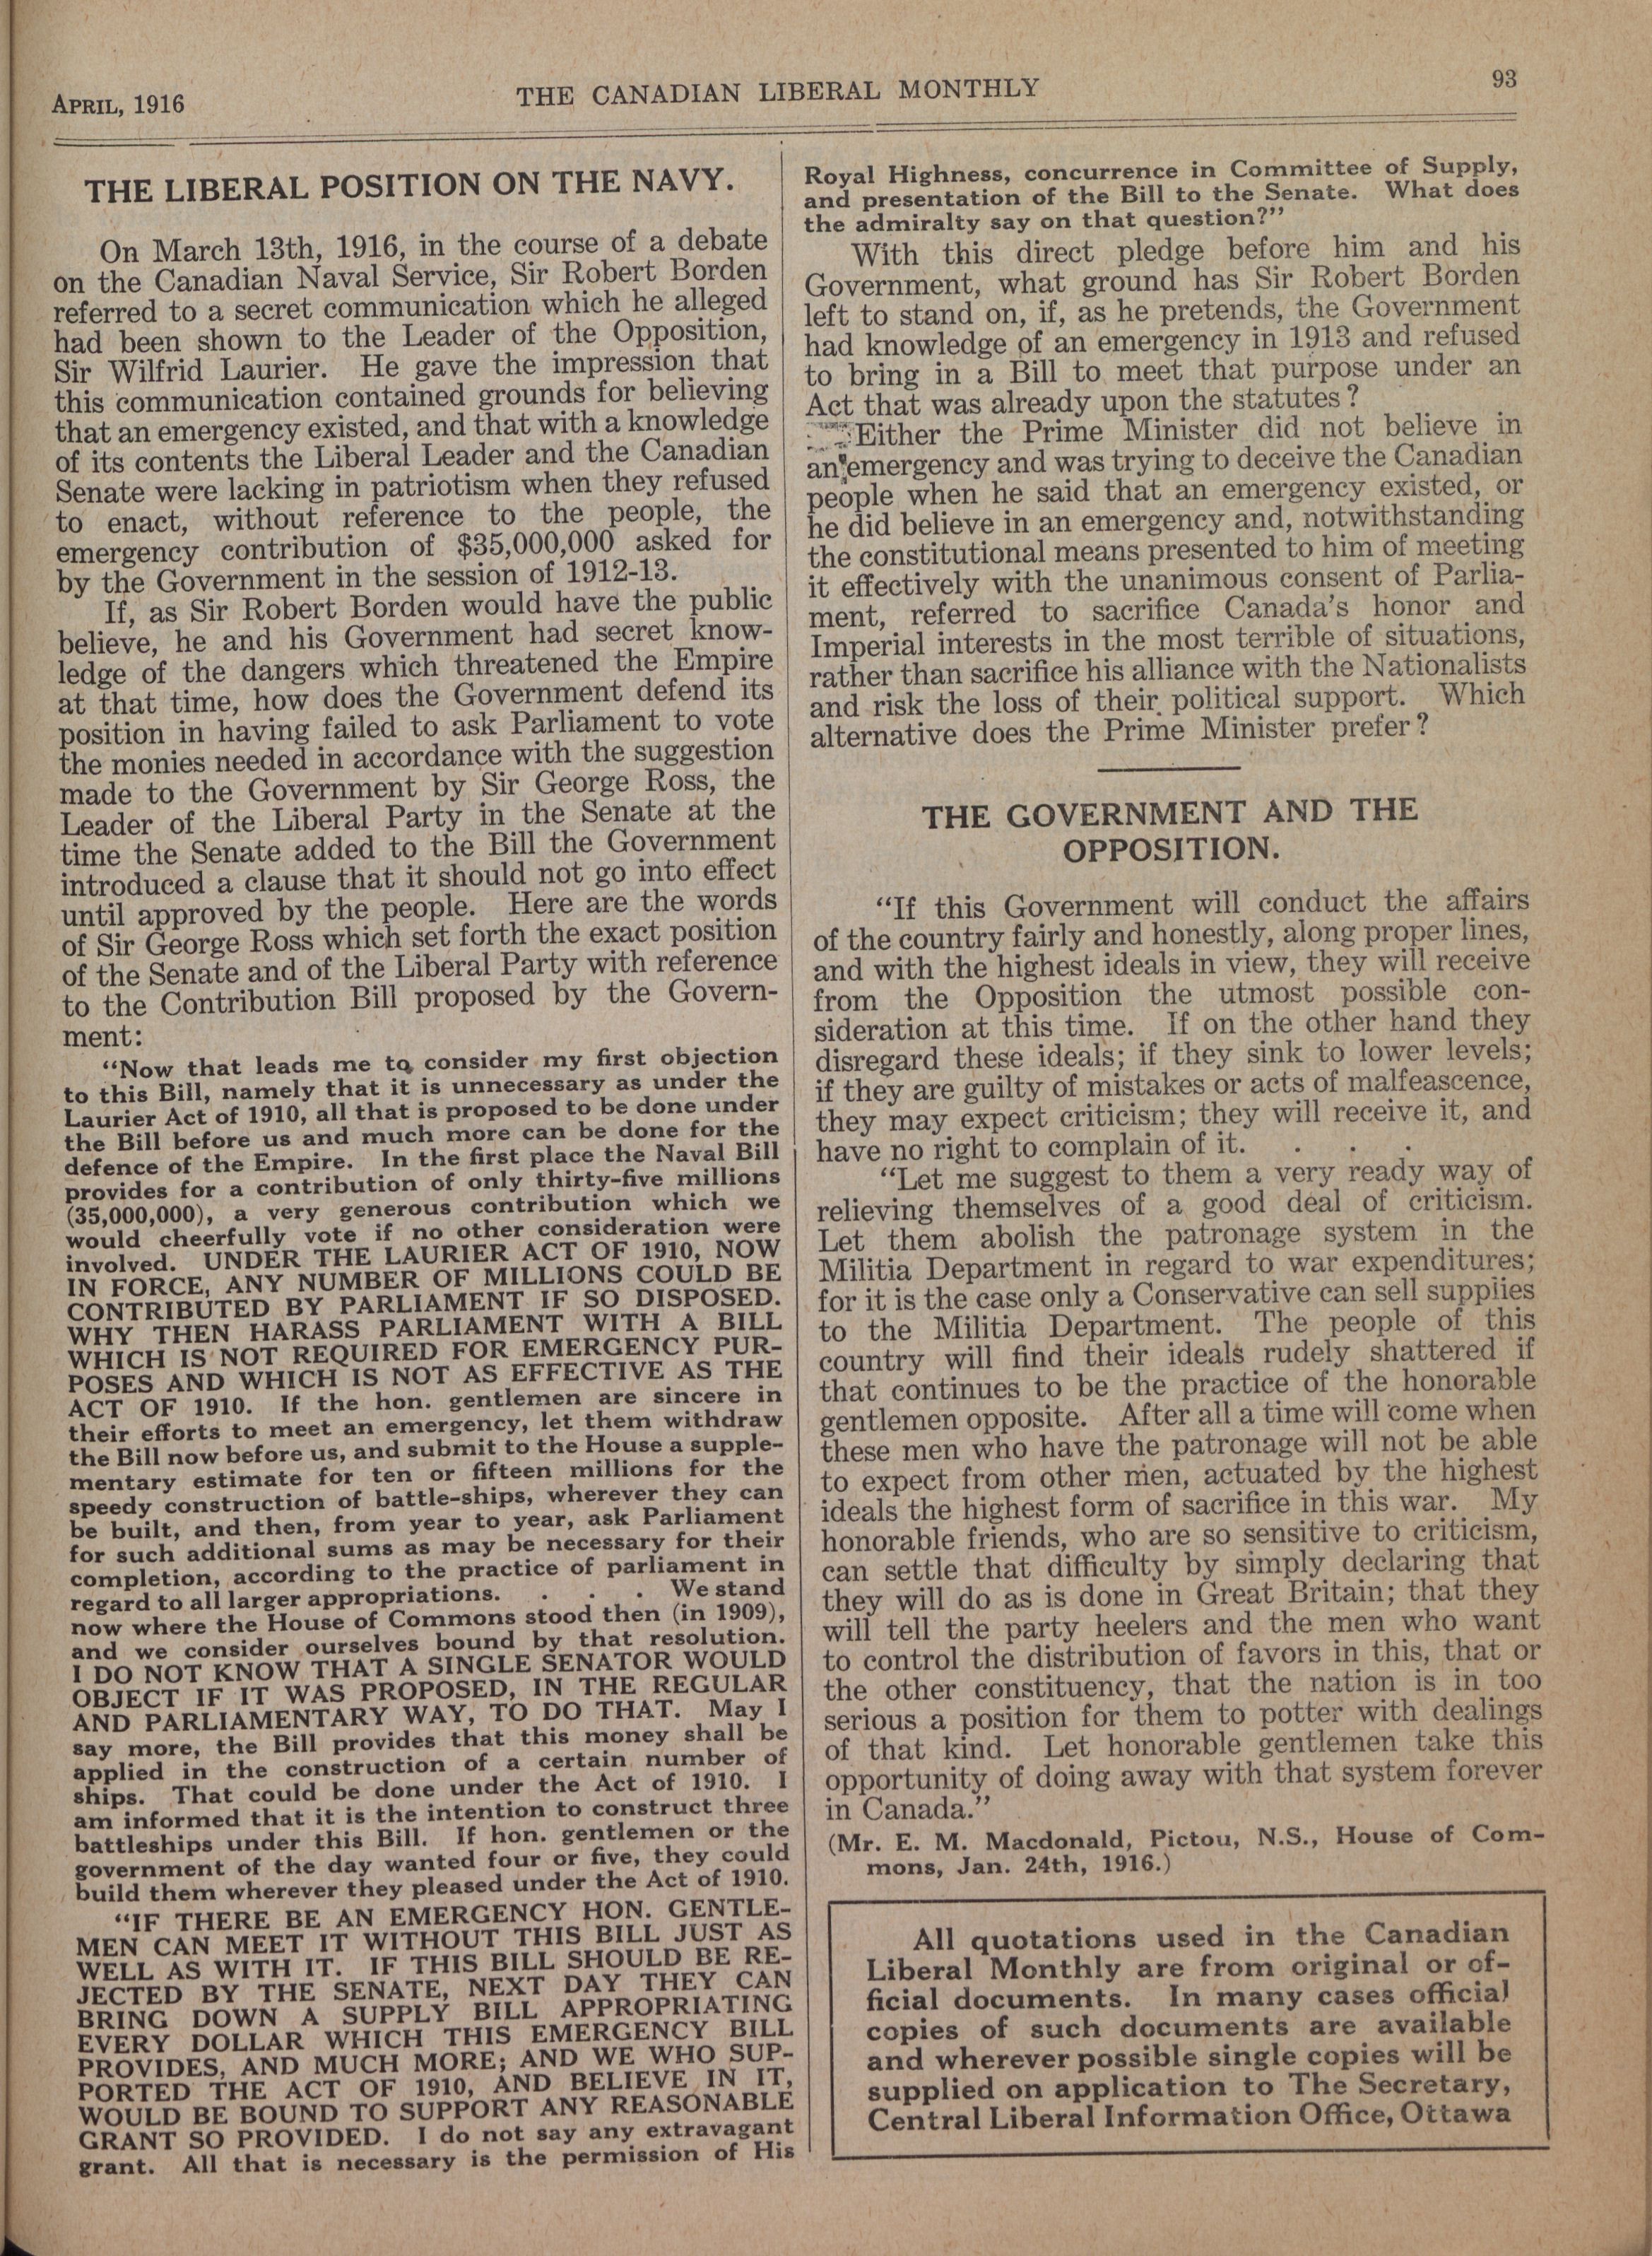 APRIL, 1916
THE CANADIAN LIBERAL MONTHLY
93
THE LIBERAL POSITION ON THE NAVY.
On March 13th, 1916, in the course of a debate
on the Canadian Naval Service, Sir Robert Borden
referred to a secret communication which he alleged
had been shown to the Leader of the Opposition,
Sir Wilfrid Laurier. He gave the impression that
this communication contained grounds for believing
that an emergency existed, and that with a knowledge
of its contents the Liberal Leader and the Canadian
Senate were lacking in patriotism when they refused
to enact, without reference to the people, the
emergency contribution of $35,000,000 asked for
by the Government in the session of 1912-13.
If, as Sir Robert Borden would have the public
believe, he and his Government had secret know-
ledge of the dangers which threatened the Empire
at that time, how does the Government defend its
position in having failed to ask Parliament to vote
the monies needed in accordance with the suggestion
made to the Government by Sir George Ross, the
Leader of the Liberal Party in the Senate at the
time the Senate added to the Bill the Government
introduced a clause that it should not go into effect
until approved by the people. Here are the words
of Sir George Ross which set forth the exact position
of the Senate and of the Liberal Party with reference
to the Contribution Bill proposed by the Govern-
ment:
"Now that leads me to consider my first objection
to this Bill, namely that it is unnecessary as under the
Laurier Act of 1910, all that is proposed to be done under
the Bill before us and much more can be done for the
defence of the Empire. In the first place the Naval Bill
provides for a contribution of only thirty-five millions
(35,000,000), a very generous contribution which we
would cheerfully vote if no other consideration were
involved. UNDER THE LAURIER ACT OF 1910, NOW
IN FORCE, ANY NUMBER OF MILLIONS COULD BE
CONTRIBUTED BY PARLIAMENT IF SO DISPOSED.
WHY THEN HARASS PARLIAMENT WITH A BILL
WHICH IS NOT REQUIRED FOR EMERGENCY PUR-
POSES AND WHICH IS NOT AS EFFECTIVE AS THE
ACT OF 1910. If the hon. gentlemen are sincere in
their efforts to meet an emergency, let them withdraw
the Bill now before us, and submit to the House a supple-
mentary estimate for ten or fifteen millions for the
speedy construction of battle-ships, wherever they can
be built, and then, from year to year, ask Parliament
for such additional sums as may be necessary for their
completion, according to the practice of parliament in
regard to all larger appropriations. . . . We stand
now where the House of Commons stood then (in 1909),
and we consider ourselves bound by that resolution.
I DO NOT KNOW THAT A SINGLE SENATOR WOULD
OBJECT IF IT WAS PROPOSED, IN THE REGULAR
AND PARLIAMENTARY WAY, TO DO THAT. May I
say more, the Bill provides that this money shall be
applied in the construction of a certain number of
ships. That could be done under the Act of 1910. I
am informed that it is the intention to construct three
battleships under this Bill. If hon. gentlemen or the
government of the day wanted four or five, they could
build them wherever they pleased under the Act of 1910.
"IF THERE BE AN EMERGENCY HON. GENTLE-
MEN CAN MEET IT WITHOUT THIS BILL JUST AS
WELL AS WITH IT. IF THIS BILL SHOULD BE RE-
JECTED BY THE SENATE, NEXT DAY THEY CAN
BRING DOWN A SUPPLY BILL APPROPRIATING
EVERY DOLLAR WHICH THIS EMERGENCY BILL
PROVIDES, AND MUCH MORE; AND WE WHO SUP-
PORTED THE ACT OF 1910, AND BELIEVE IN IT,
WOULD BE BOUND TO SUPPORT ANY REASONABLE
GRANT SO PROVIDED. I do not say any extravagant
grant. All that is necessary is the permission of His
Royal Highness, concurrence in Committee of Supply,
and presentation of the Bill to the Senate. What does
the admiralty say on that question?"
With this direct pledge before him and his
Government, what ground has Sir Robert Borden
left to stand on, if, as he pretends, the Government
had knowledge of an emergency in 1913 and refused
to bring in a Bill to meet that purpose under an
Act that was already upon the statutes?
Either the Prime Minister did not believe in
an emergency and was trying to deceive the Canadian
people when he said that an emergency existed, or
he did believe in an emergency and, notwithstanding
the constitutional means presented to him of meeting
it effectively with the unanimous consent of Parlia-
ment, referred to sacrifice Canada's honor and
Imperial interests in the most terrible of situations,
rather than sacrifice his alliance with the Nationalists
and risk the loss of their political support. Which
alternative does the Prime Minister prefer?
THE GOVERNMENT AND THE
OPPOSITION.
"If this Government will conduct the affairs
of the country fairly and honestly, along proper lines,
and with the highest ideals in view, they will receive
from the Opposition the utmost possible con-
sideration at this time. If on the other hand they
disregard these ideals; if they sink to lower levels;
if they are guilty of mistakes or acts of malfeascence,
they may expect criticism; they will receive it, and
have no right to complain of it. . . .
"Let me suggest to them a very ready way of
relieving themselves of a good deal of criticism.
Let them abolish the patronage system in the
Militia Department in regard to war expenditures;
for it is the case only a Conservative can sell supplies
to the Militia Department. The people of this
country will find their ideals rudely shattered if
that continues to be the practice of the honorable
gentlemen opposite. After all a time will come when
these men who have the patronage will not be able
to expect from other men, actuated by the highest
ideals the highest form of sacrifice in this war. My
honorable friends, who are so sensitive to criticism,
can settle that difficulty by simply declaring that
they will do as is done in Great Britain; that they
will tell the party heelers and the men who want
to control the distribution of favors in this, that or
the other constituency, that the nation is in too
serious a position for them to potter with dealings
of that kind. Let honorable gentlemen take this
opportunity of doing away with that system forever
in Canada."
(Mr. E. M. Macdonald, Pictou, N.S., House of Com-
mons, Jan. 24th, 1916.)
All quotations used in the Canadian
Liberal Monthly are from original or of-
ficial documents. In many cases official
copies of such documents are available
and wherever possible single copies will be
supplied on application to The Secretary,
Central Liberal Information Office, Ottawa